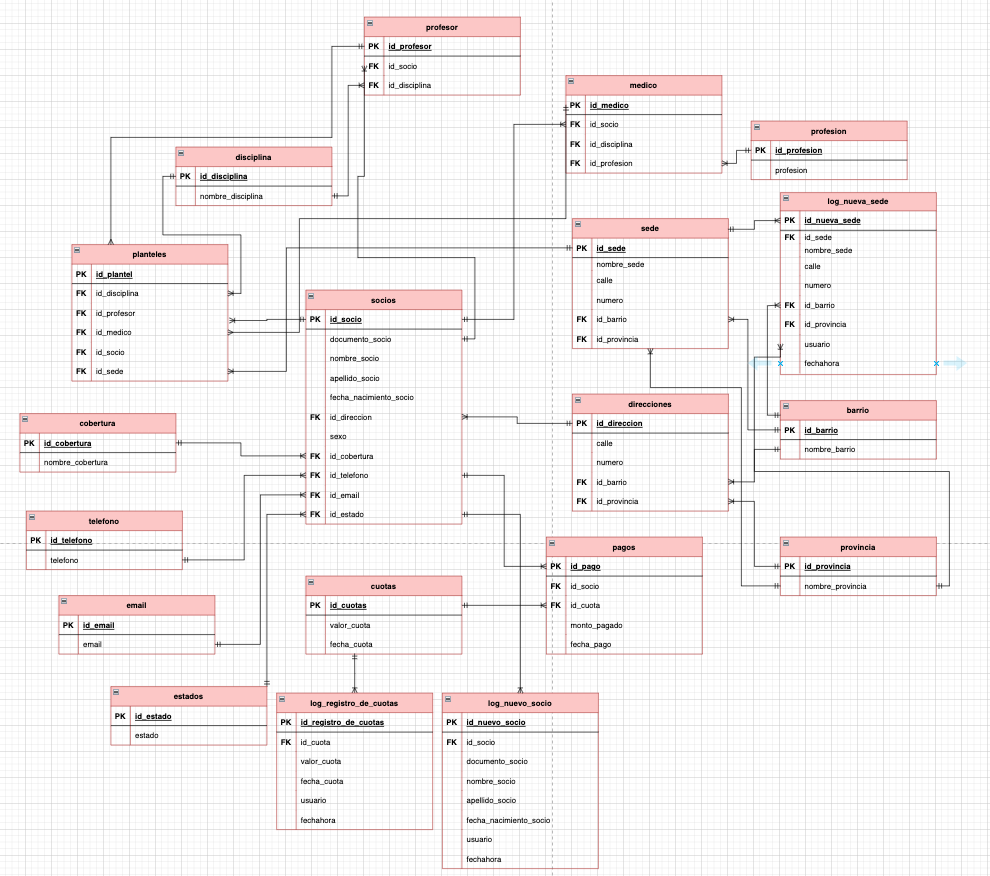 profesor
PK id_profesor
FK id_socio
FK id_disciplina
medico
PK id_medico
FK id_socio
FK id_disciplina
FK id_profesion
profesion
PK id_profesion
profesion
disciplina
PK id_disciplina
nombre_disciplina
log_nueva_sede
PK id_nueva_sede
FK id_sede
nombre_sede
calle
numero
FK id_barrio
FK id_provincia
usuario
fechahora
sede
PK id_sede
nombre_sede
calle
numero
FK id_barrio
FK id_provincia
planteles
PK id_plantel
FK id_disciplina
FK id_profesor
FK id_medico
FK id_socio
FK id_sede
socios
PK id_socio
documento_socio
nombre_socio
apellido_socio
fecha_nacimiento_socio
FK id_direccion
sexo
FK id_cobertura
FK id_telefono
FK id_email
FK id_estado
direcciones
PK id_direccion
calle
numero
FK id_barrio
FK id_provincia
barrio
PK id_barrio
nombre_barrio
cobertura
PK id_cobertura
nombre_cobertura
telefono
PK id_telefono
telefono
pagos
PK id_pago
FK id_socio
FK id_cuota
monto_pagado
fecha_pago
provincia
PK id_provincia
nombre_provincia
cuotas
PK id_cuotas
valor_cuota
fecha_cuota
email
PK id_email
email
estados
PK id_estado
estado
log_registro_de_cuotas
PK id_registro_de_cuotas
FK id_cuota
valor_cuota
fecha_cuota
usuario
fechahora
log_nuevo_socio
PK id_nuevo_socio
FK id_socio
documento_socio
nombre_socio
apellido_socio
fecha_nacimiento_socio
usuario
fechahora